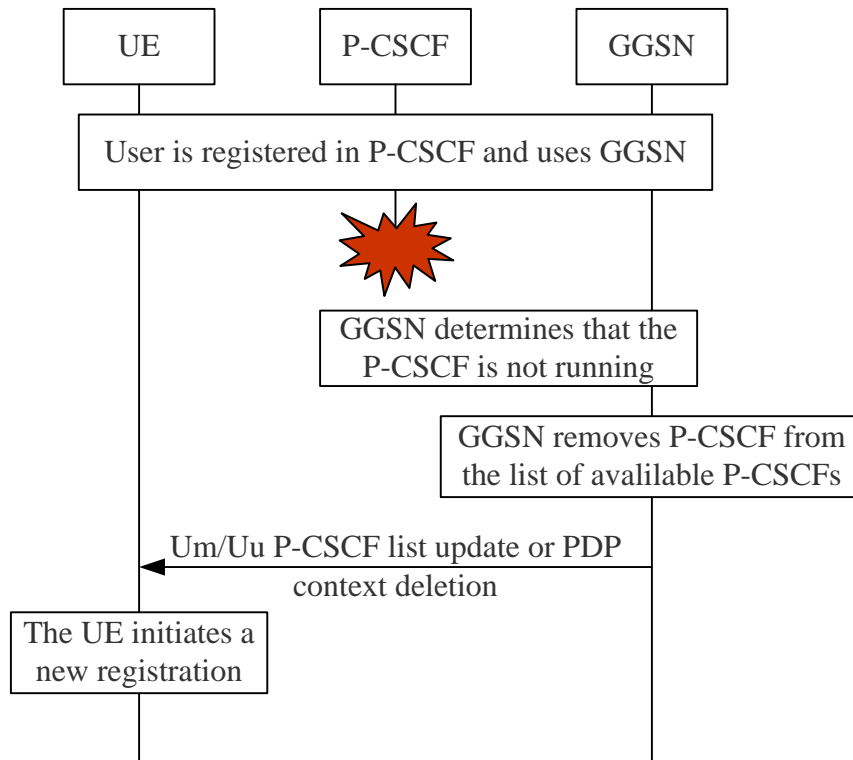 UE
P-CSCF
GGSN
User is registered in P-CSCF and uses GGSN
GGSN determines that the
P-CSCF is not running
GGSN removes P-CSCF from
the list of avalilable P-CSCFs
Um/Uu P-CSCF list update or PDP
context deletion
The UE initiates a
new registration